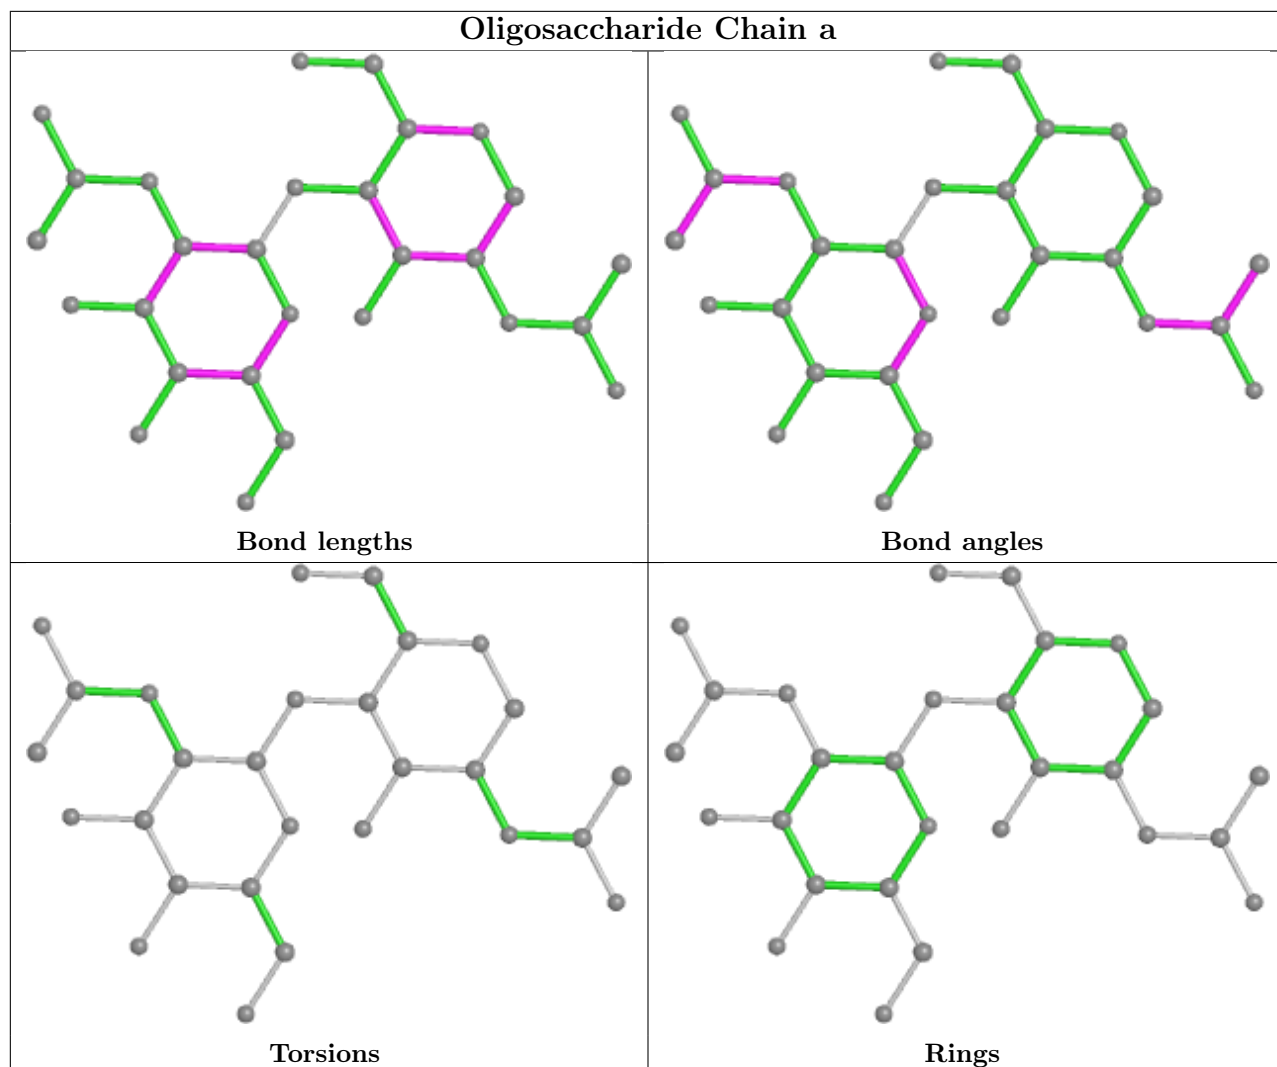 Oligosaccharide Chain a
Bond lengths
Bond angles
Torsions
Rings